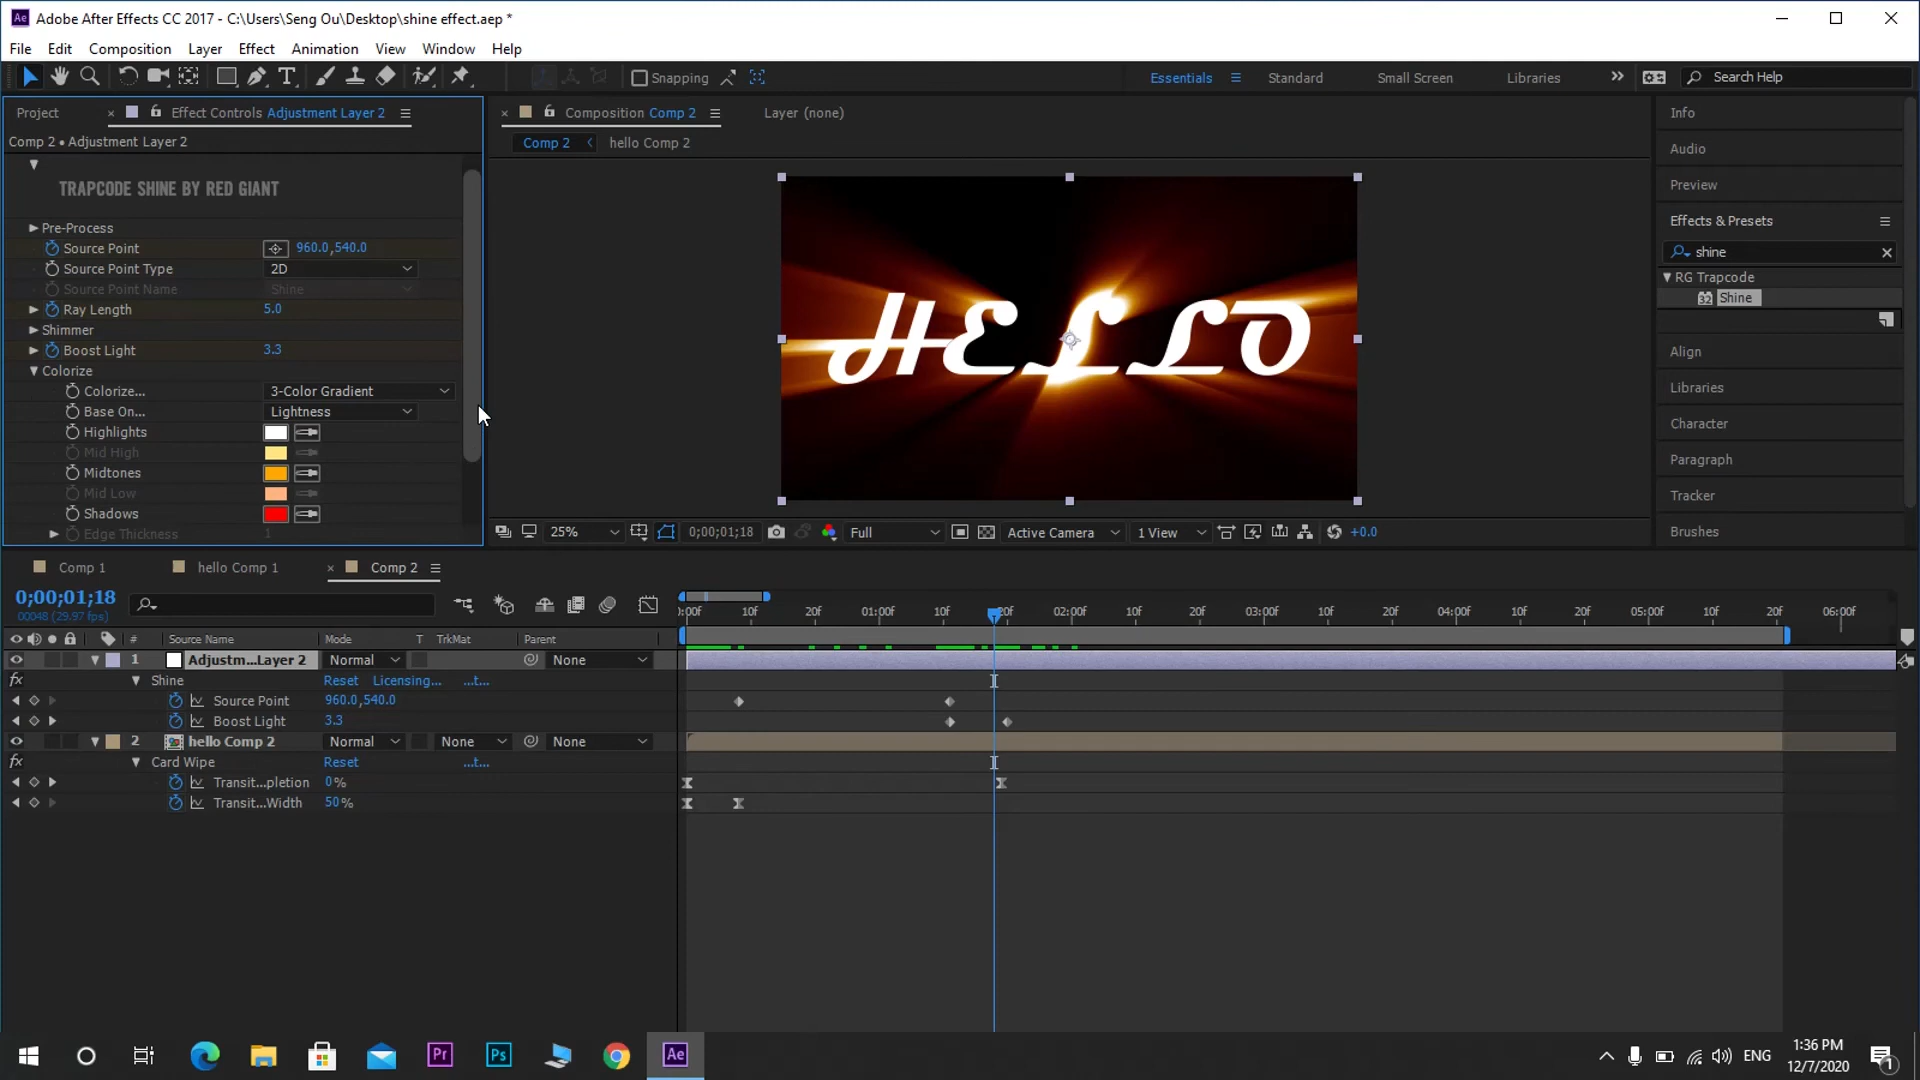 Adobe After Effects CC 2017 - C:\Users\Seng Ou\Desktop\shine effect.aep *
File Edit Composition Layer Effect Animation View Window Help
Snapping Essentials Standard Small Screen Libraries Search Help
Project Effect Controls Adjustment Layer 2 Composition Comp 2 Layer (none) Info
Comp 2 • Adjustment Layer 2
Comp 2 hello Comp 2 Audio
TRAPCODE SHINE BY RED GIANT Preview
Pre-Process
Source Point 960.0,540.0
Source Point Type 2D
Source Point Name Shine
Ray Length 5.0
Shimmer
Boost Light 3.3
Colorize
Colorize... 3-Color Gradient
Base On... Lightness
Highlights
Mid High
Midtones
Mid Low
Shadows
Edge Thickness 1
HELLO
Effects & Presets
shine
RG Trapcode
32 Shine
Align
Libraries
Character
Paragraph
Tracker
Brushes
25% 0;00;01;18 Full Active Camera 1 View +0.0
Comp 1 hello Comp 1 Comp 2
0;00;01;18
00048 (29.97 fps)
:00f 10f 20f 01:00f 10f 20f 02:00f 10f 20f 03:00f 10f 20f 04:00f 10f 20f 05:00f 10f 20f 06:00f
# Source Name Mode T TrkMat Parent
1 Adjustm...Layer 2 Normal None
fx Shine Reset Licensing... ...t...
Source Point 960.0,540.0
Boost Light 3.3
2 hello Comp 2 Normal None None
fx Card Wipe Reset ...t...
Transit...pletion 0%
Transit...Width 50%
Pr Ps Ae ENG
1:36 PM
12/7/2020
1